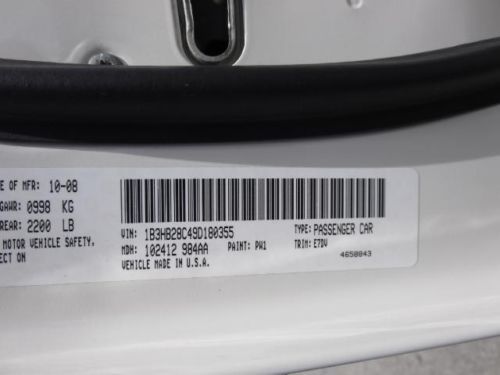 E OF MFR: 10-08
GAWR: 0998 KG
REAR: 2200 LB
MOTOR VEHICLE SAFETY.
ECT ON
VIN: 1B3HB28C49D180355 TYPE: PASSENGER CAR
MDH: 102412 984AA PAINT: PW1 TRIM: E7DV
VEHICLE MADE IN U.S.A. 4658043